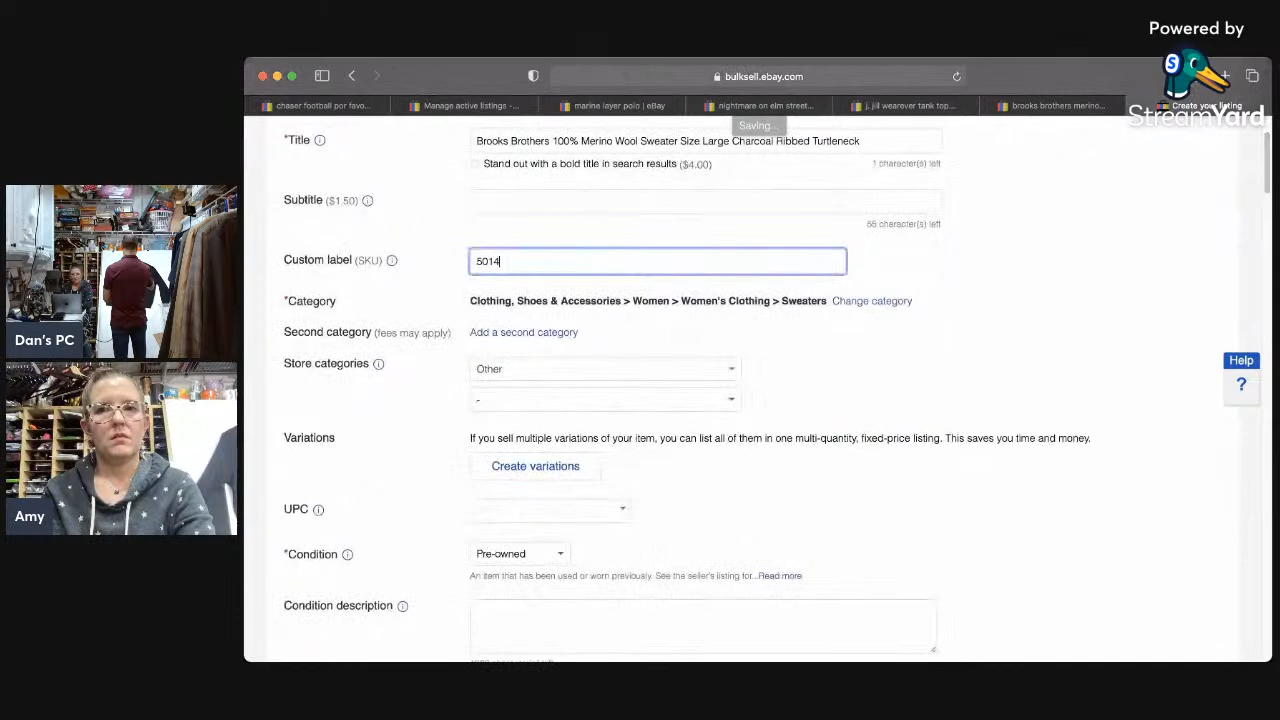 Powered by
StreamYard
bulksell.ebay.com
chaser football por favo...
Manage active listings -...
marine layer polo | eBay
nightmare on elm street...
j. jill wearever tank top...
brooks brothers merino...
Create your listing
Saving...
*Title
Brooks Brothers 100% Merino Wool Sweater Size Large Charcoal Ribbed Turtleneck
Stand out with a bold title in search results ($4.00)
1 character(s) left
Subtitle ($1.50)
55 character(s) left
Custom label (SKU)
5014
*Category
Clothing, Shoes & Accessories > Women > Women's Clothing > Sweaters Change category
Second category (fees may apply)
Add a second category
Store categories
Other
-
Variations
If you sell multiple variations of your item, you can list all of them in one multi-quantity, fixed-price listing. This saves you time and money.
Create variations
UPC
*Condition
Pre-owned
An item that has been used or worn previously. See the seller's listing for...Read more
Condition description
Help
?
Dan's PC
Amy